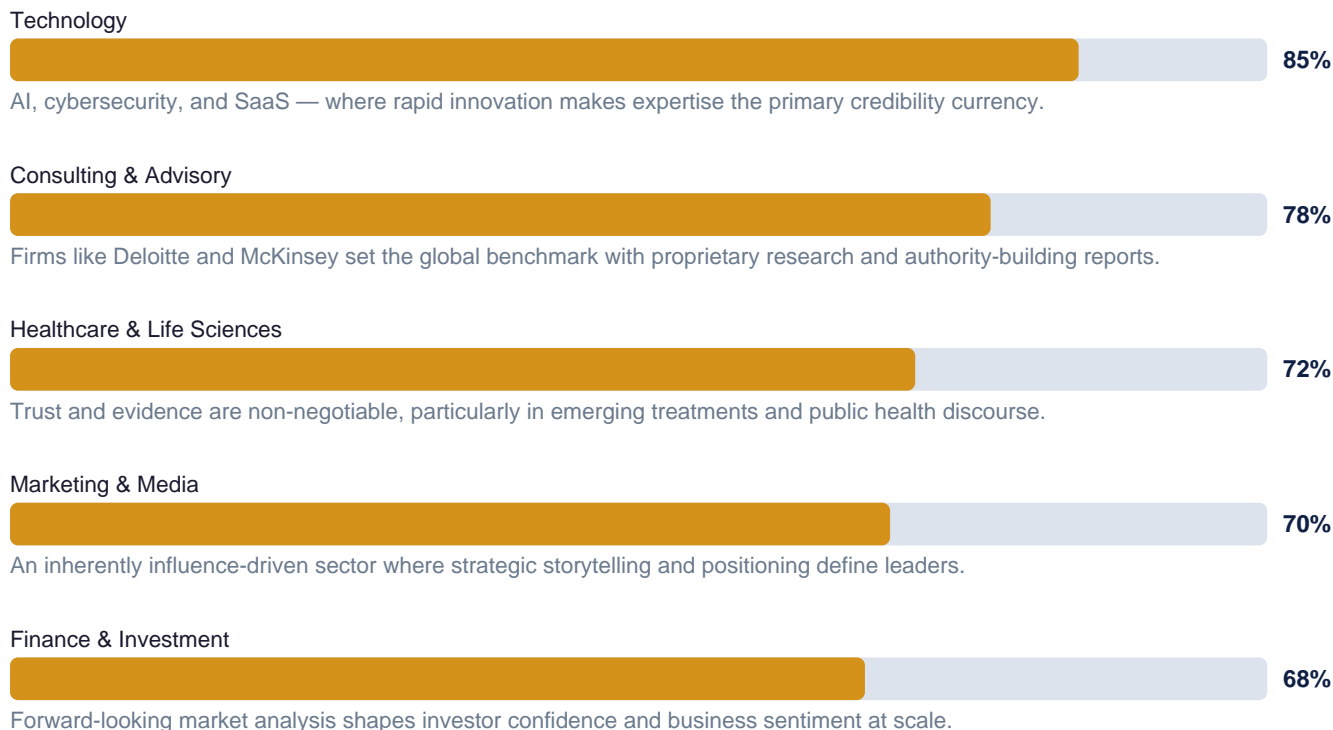 Technology
85%
AI, cybersecurity, and SaaS — where rapid innovation makes expertise the primary credibility currency.
Consulting & Advisory
78%
Firms like Deloitte and McKinsey set the global benchmark with proprietary research and authority-building reports.
Healthcare & Life Sciences
72%
Trust and evidence are non-negotiable, particularly in emerging treatments and public health discourse.
Marketing & Media
70%
An inherently influence-driven sector where strategic storytelling and positioning define leaders.
Finance & Investment
68%
Forward-looking market analysis shapes investor confidence and business sentiment at scale.